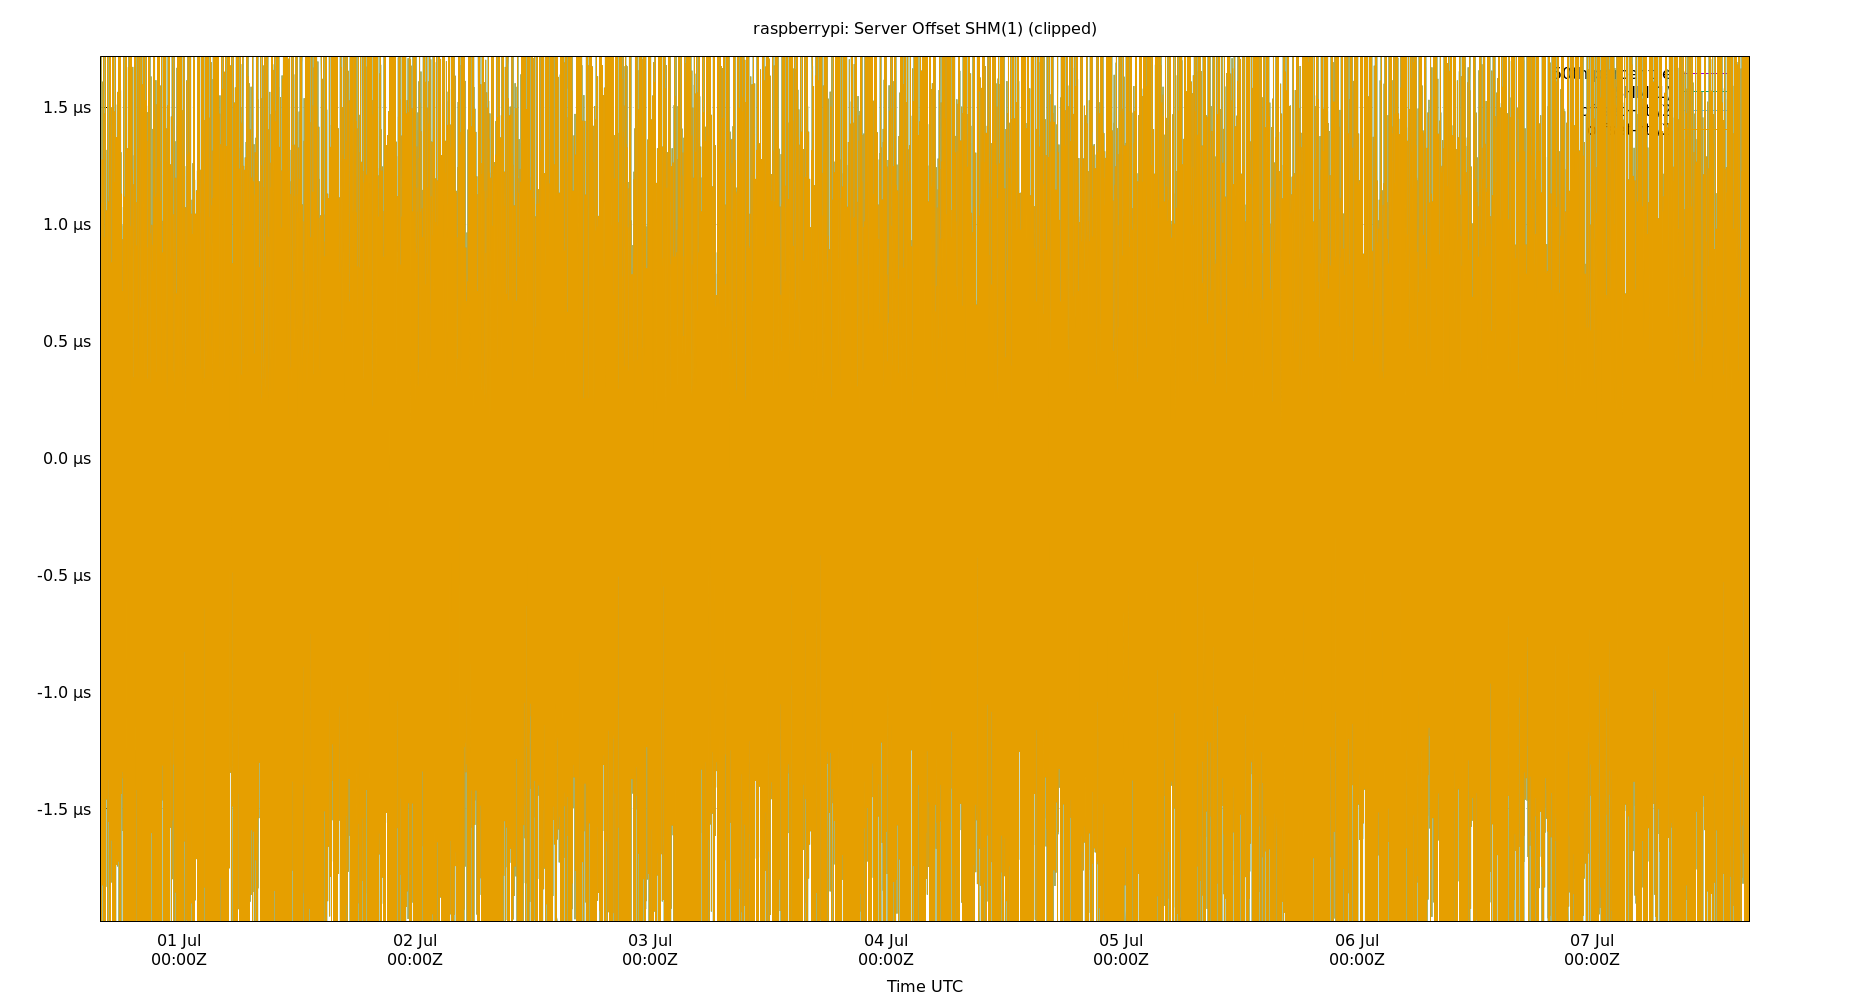 raspberrypi: Server Offset SHM(1) (clipped)
1.5 μs
1.0 μs
0.5 μs
0.0 μs
-0.5 μs
-1.0 μs
-1.5 μs
01 Jul 02 Jul 03 Jul 04 Jul 05 Jul 06 Jul 07 Jul
00:00Z 00:00Z 00:00Z 00:00Z 00:00Z 00:00Z 00:00Z
Time UTC